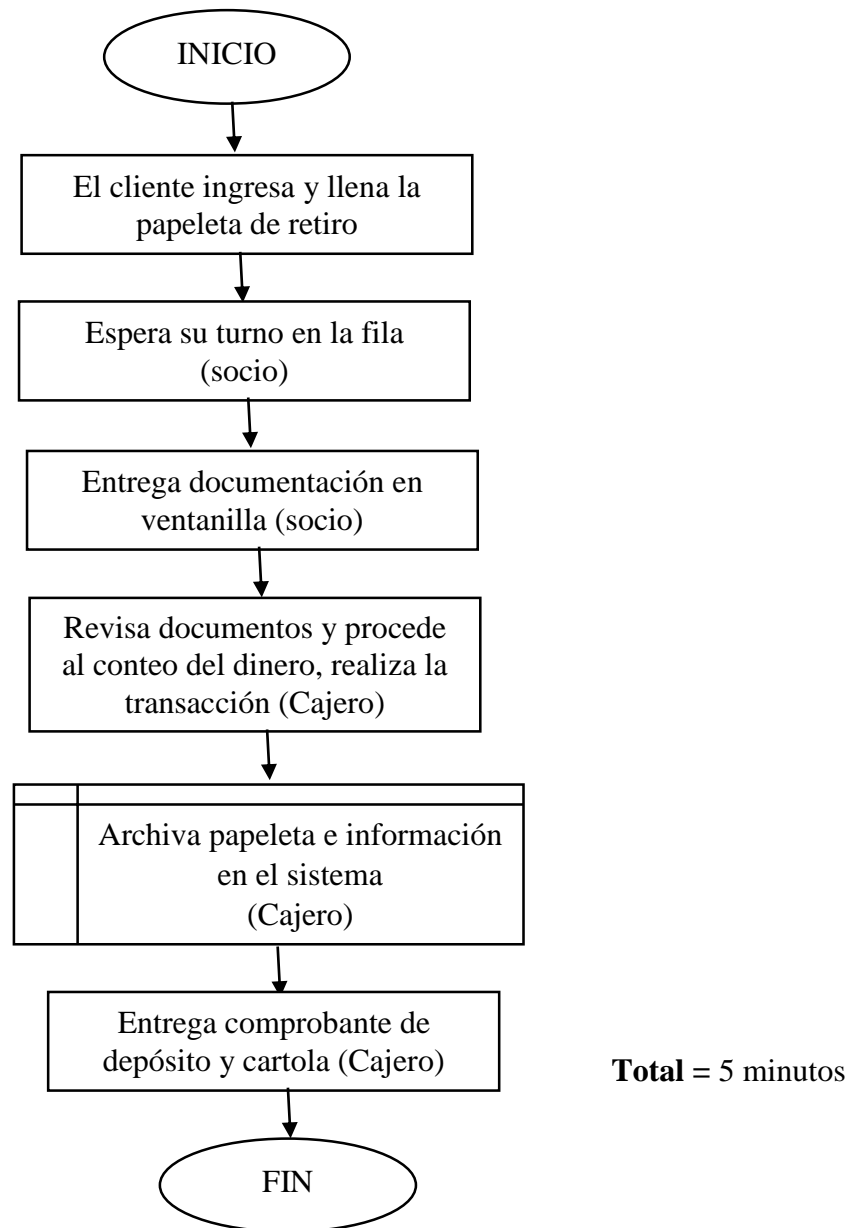 INICIO
El cliente ingresa y llena la
papeleta de retiro
Espera su turno en la fila
(socio)
Entrega documentación en
ventanilla (socio)
Revisa documentos y procede
al conteo del dinero, realiza la
transacción (Cajero)
Archiva papeleta e información
en el sistema
(Cajero)
Entrega comprobante de
depósito y cartola (Cajero)
Total = 5 minutos
FIN